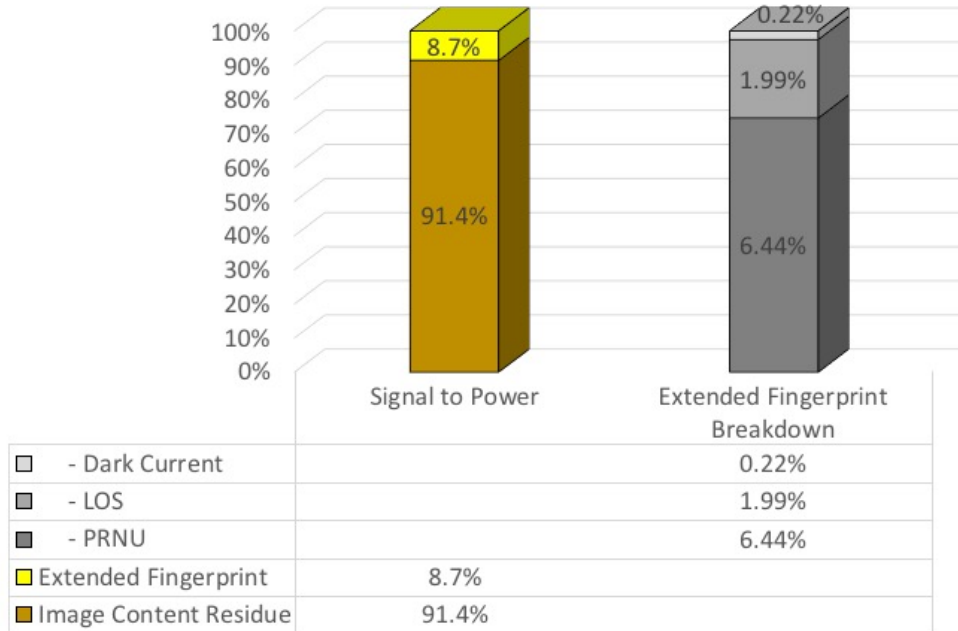 0.22%
100%
8.7%
90%
1.99%
80%
70%
60%
50%
91.4%
40%
6.44%
30%
20%
10%
0%
Signal to Power
Extended Fingerprint
Breakdown
- Dark Current 0.22%
- LOS 1.99%
- PRNU 6.44%
Extended Fingerprint 8.7%
Image Content Residue 91.4%